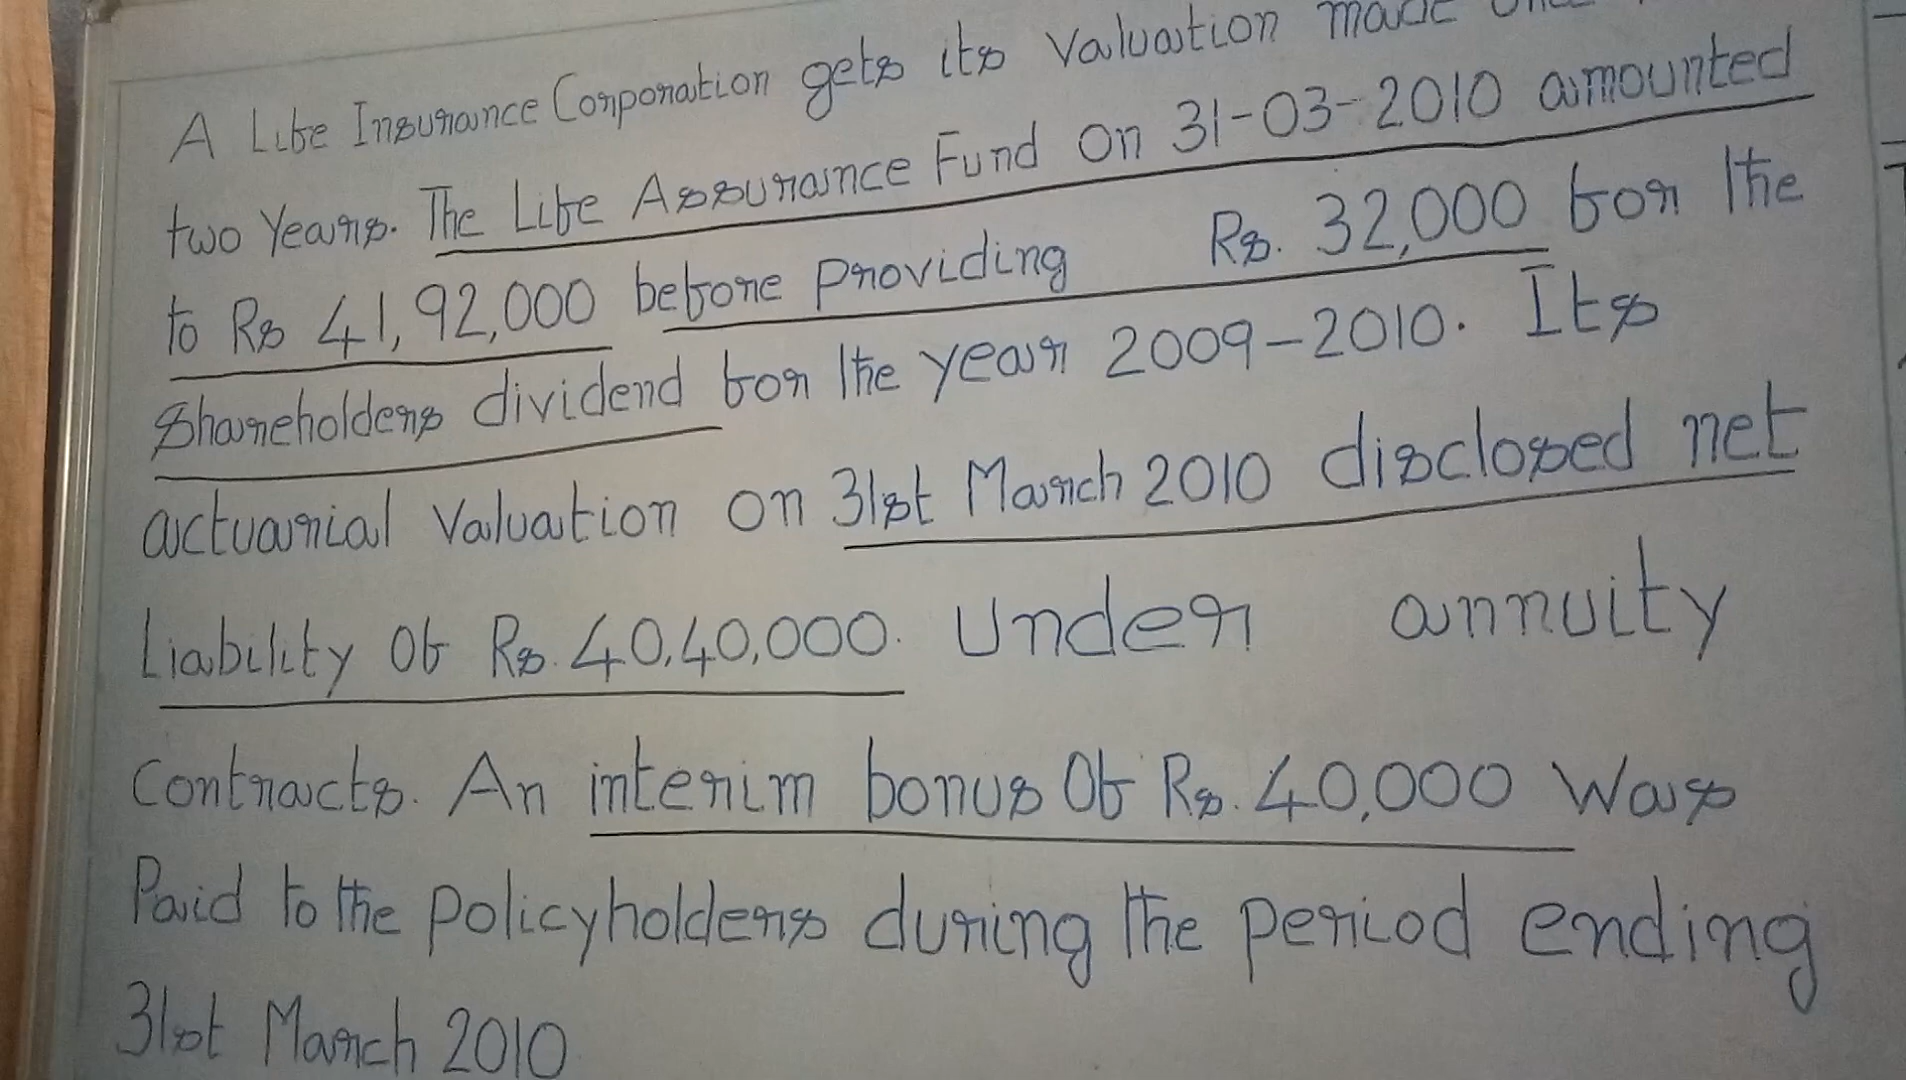 A Life Insurance Corporation gets its Valuation made once
two Years. The Life Assurance Fund on 31-03-2010 amounted
to Rs 41,92,000 before providing Rs. 32,000 for the
Shareholders dividend for the year 2009-2010. Its
actuarial Valuation on 31st March 2010 disclosed net
Liability of Rs. 40,40,000. Under annuity
Contracts. An interim bonus of Rs. 40,000 Was
Paid to the policyholders during the period ending
31st March 2010